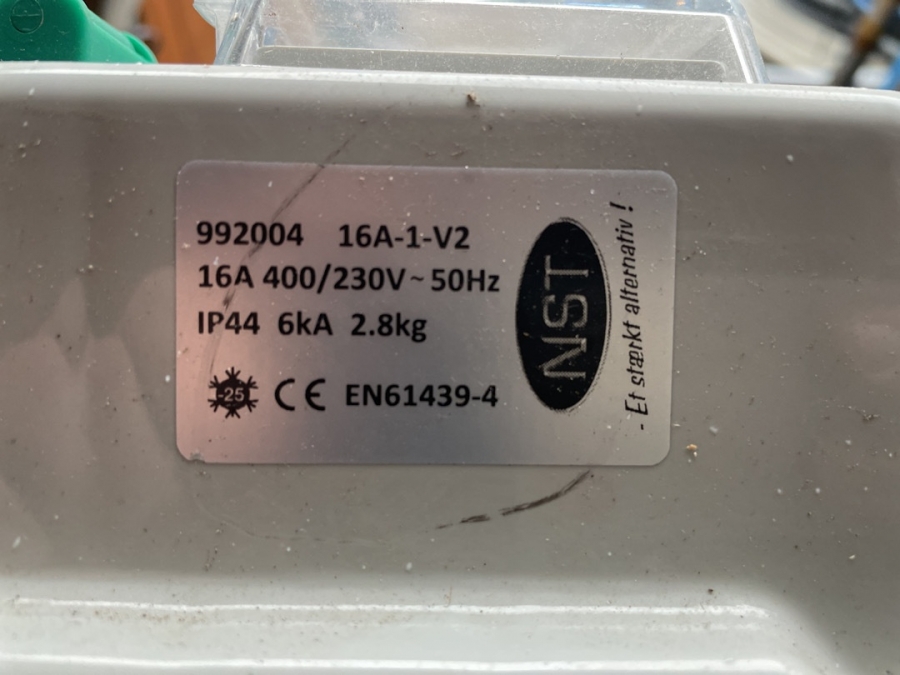 992004 16A-1-V2
16A 400/230V ~ 50Hz
IP44 6kA 2.8kg
-25 CE EN61439-4
NST
- Et stærkt alternativ !